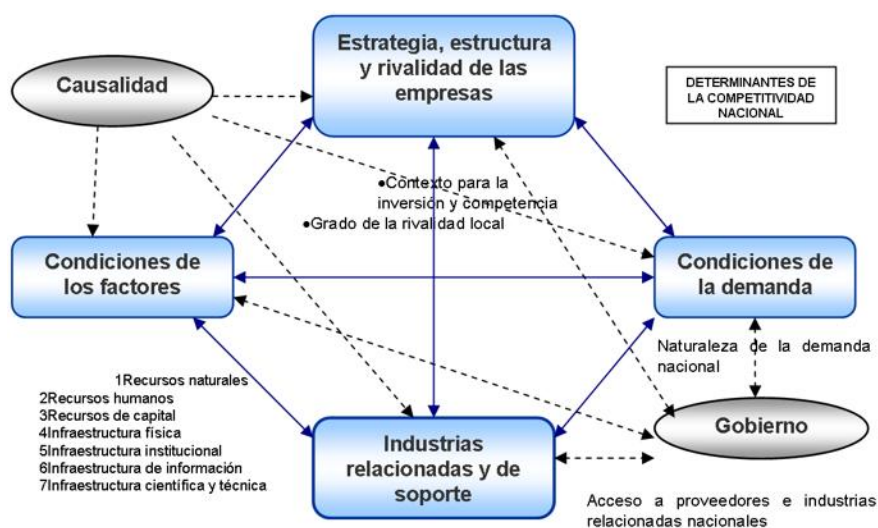 Estrategia, estructura
y rivalidad de las
empresas
Causalidad
DETERMINANTES DE
LA COMPETITIVIDAD
NACIONAL
●Contexto para la
inversión y competencia
●Grado de la rivalidad local
Condiciones de
los factores
Condiciones de
la demanda
Naturaleza de la demanda
nacional
1Recursos naturales
2Recursos humanos
3Recursos de capital
4Infraestructura física
5Infraestructura institucional
6Infraestructura de información
7Infraestructura científica y técnica
Industrias
relacionadas y de
soporte
Gobierno
Acceso a proveedores e industrias
relacionadas nacionales